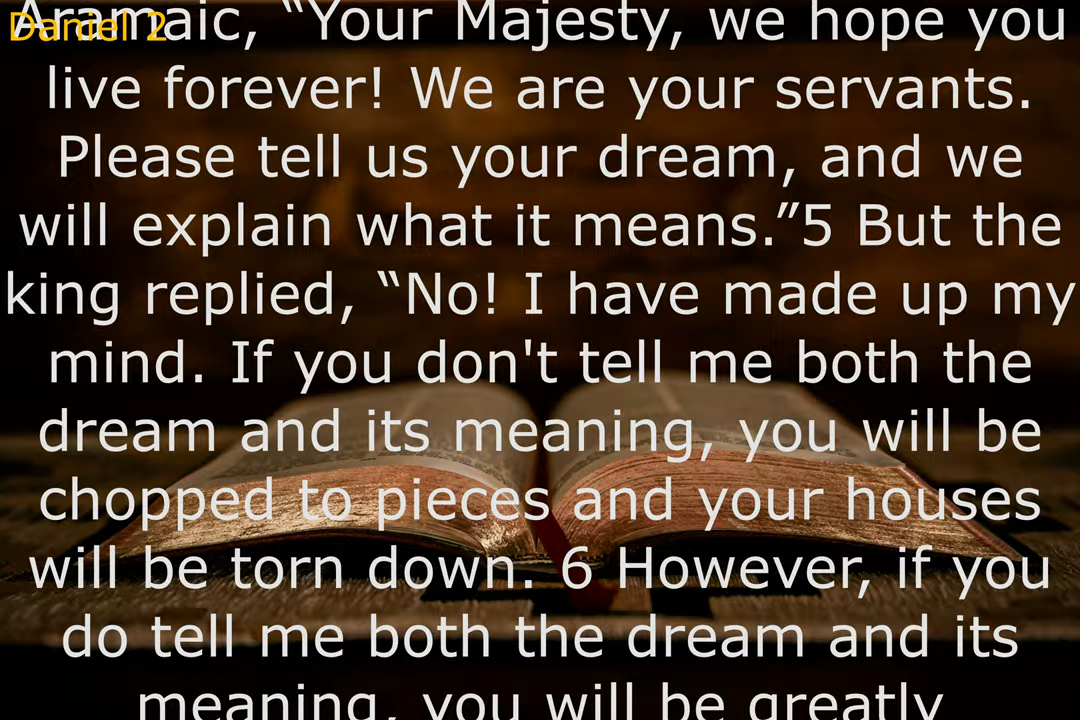 Daniel 2
Aramaic, “Your Majesty, we hope you
live forever! We are your servants.
Please tell us your dream, and we
will explain what it means.”5 But the
king replied, “No! I have made up my
mind. If you don't tell me both the
dream and its meaning, you will be
chopped to pieces and your houses
will be torn down. 6 However, if you
do tell me both the dream and its
meaning, you will be greatly